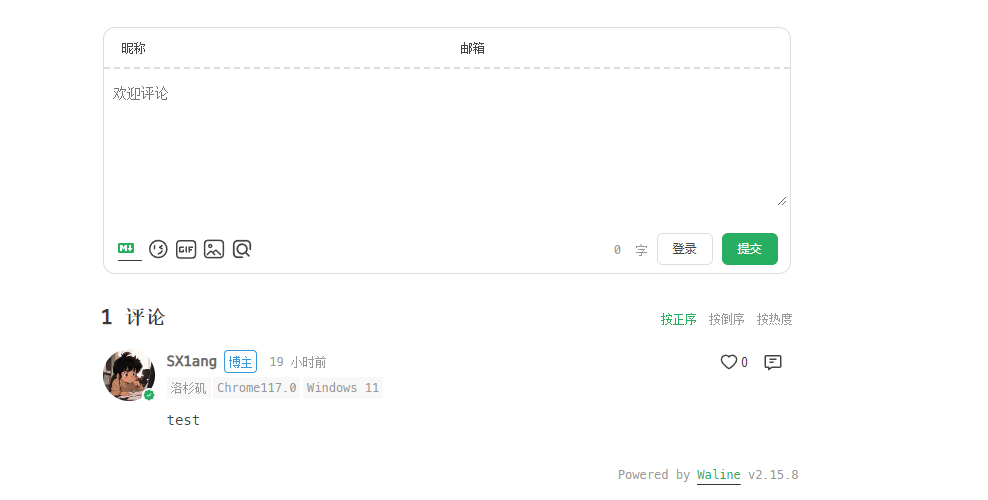 昵称 邮箱
欢迎评论
M GIF 0 字 登录 提交
1 评论 按正序 按倒序 按热度
SX1ang 博主 19 小时前 0
洛杉矶 Chrome117.0 Windows 11
test
Powered by Waline v2.15.8